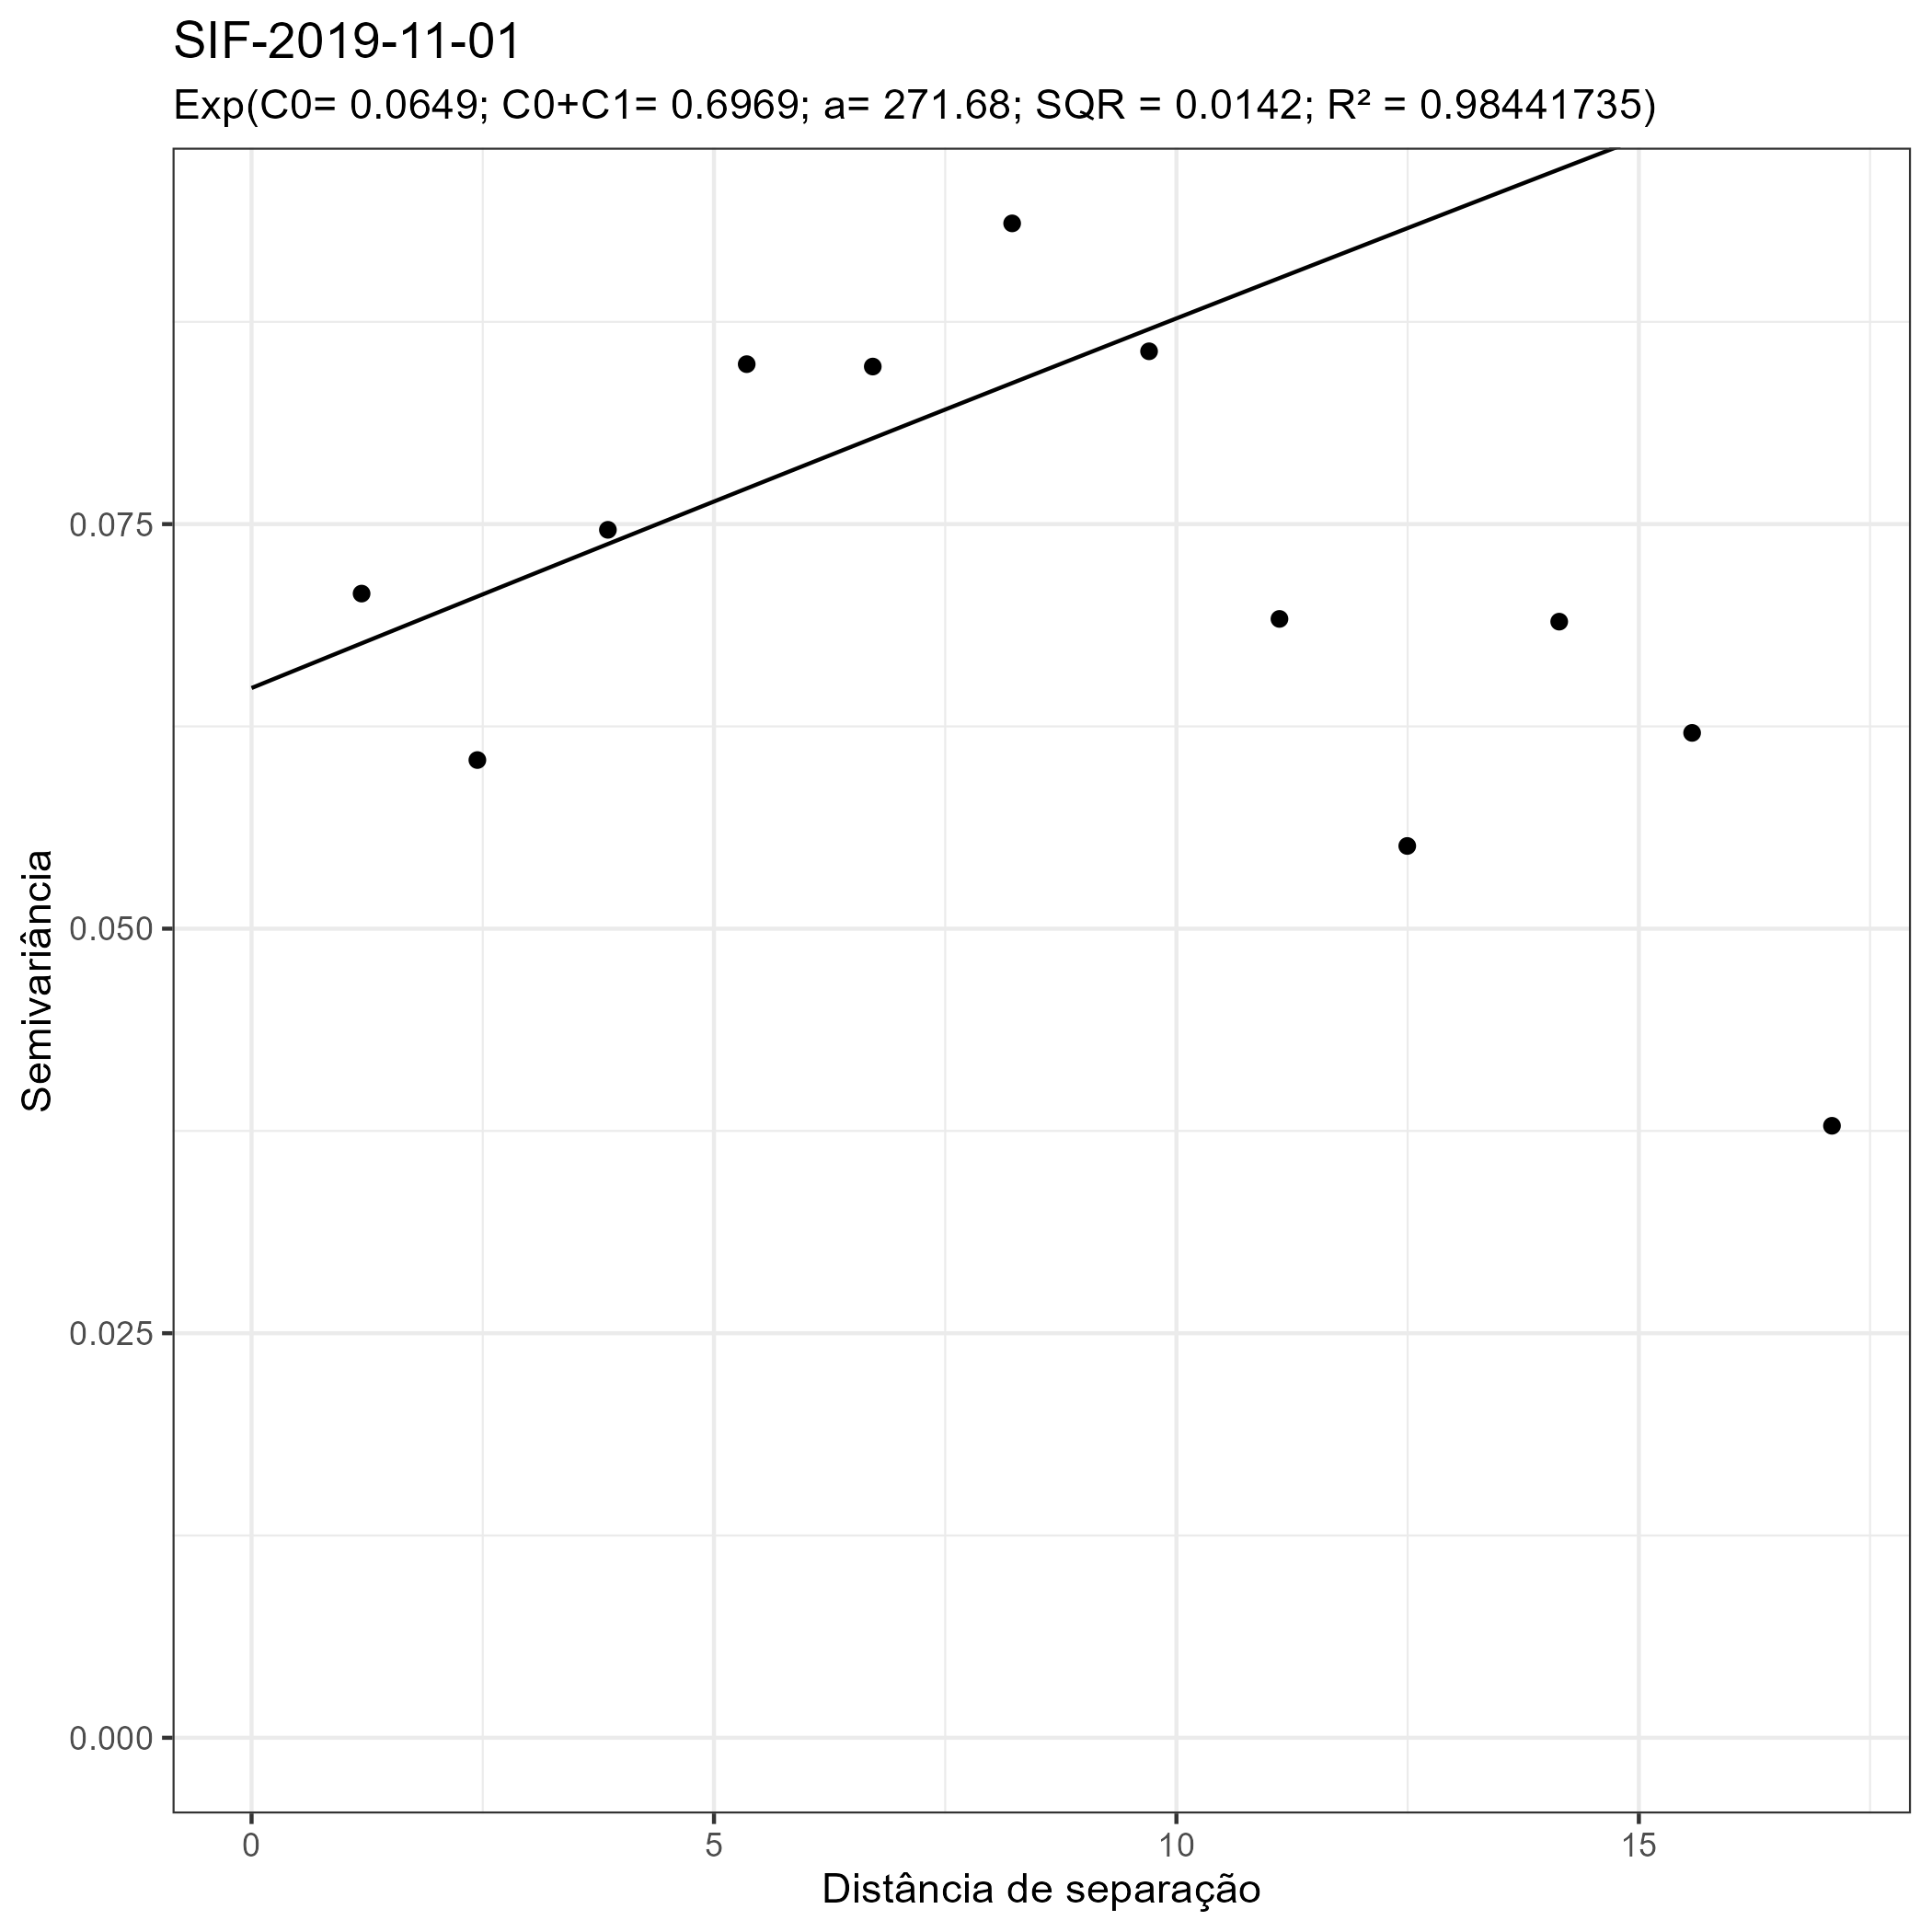 SIF-2019-11-01
Exp(C0= 0.0649; C0+C1= 0.6969; a= 271.68; SQR = 0.0142; R² = 0.98441735)
Semivariância
0.075
0.050
0.025
0.000
0 5 10 15
Distância de separação